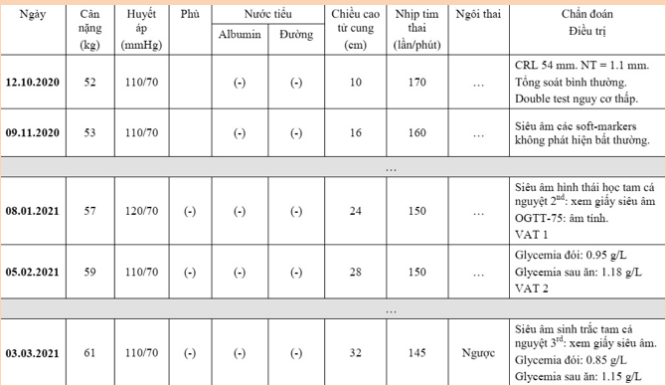 Ngày Cân nặng (kg) Huyết áp (mmHg) Phù Nước tiểu Albumin Đường Chiều cao tử cung (cm) Nhịp tim thai (lần/phút) Ngôi thai Chẩn đoán Điều trị
12.10.2020 52 110/70 (-) (-) 10 170 … CRL 54 mm. NT = 1.1 mm.
Tổng soát bình thường.
Double test nguy cơ thấp.
09.11.2020 53 110/70 (-) (-) 16 160 … Siêu âm các soft-markers
không phát hiện bất thường.
…
08.01.2021 57 120/70 (-) (-) (-) 24 150 … Siêu âm hình thái học tam cá
nguyệt 2nd: xem giấy siêu âm
OGTT-75: âm tính.
VAT 1
05.02.2021 59 110/70 (-) (-) (-) 28 150 … Glycemia đói: 0.95 g/L
Glycemia sau ăn: 1.18 g/L
VAT 2
…
03.03.2021 61 110/70 (-) (-) (-) 32 145 Ngược Siêu âm sinh trắc tam cá
nguyệt 3rd: xem giấy siêu âm.
Glycemia đói: 0.85 g/L
Glycemia sau ăn: 1.15 g/L